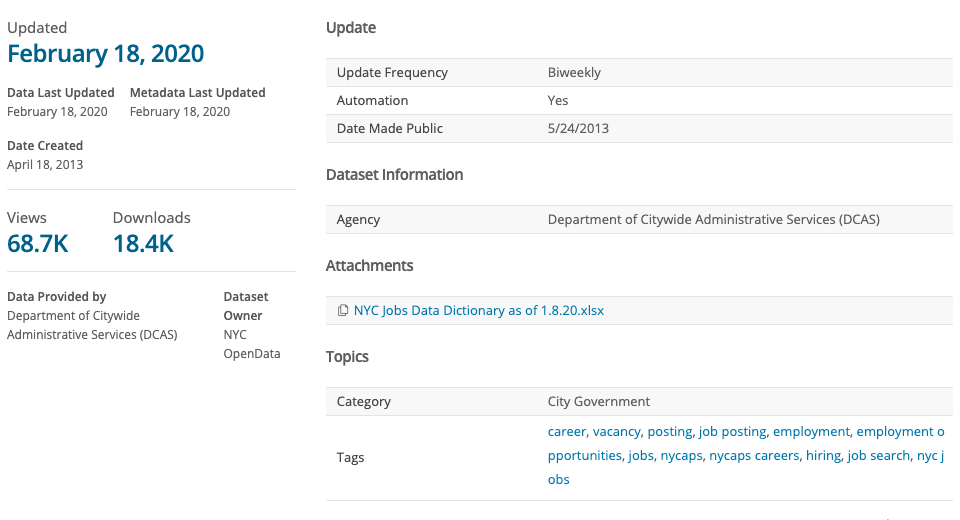 Updated
February 18, 2020
Data Last Updated Metadata Last Updated
February 18, 2020 February 18, 2020
Date Created
April 18, 2013
Views Downloads
68.7K 18.4K
Data Provided by
Department of Citywide
Administrative Services (DCAS)
Dataset
Owner
NYC
OpenData
Update
Update Frequency Biweekly
Automation Yes
Date Made Public 5/24/2013
Dataset Information
Agency Department of Citywide Administrative Services (DCAS)
Attachments
NYC Jobs Data Dictionary as of 1.8.20.xlsx
Topics
Category City Government
Tags
career, vacancy, posting, job posting, employment, employment o
pportunities, jobs, nycaps, nycaps careers, hiring, job search, nyc j
obs